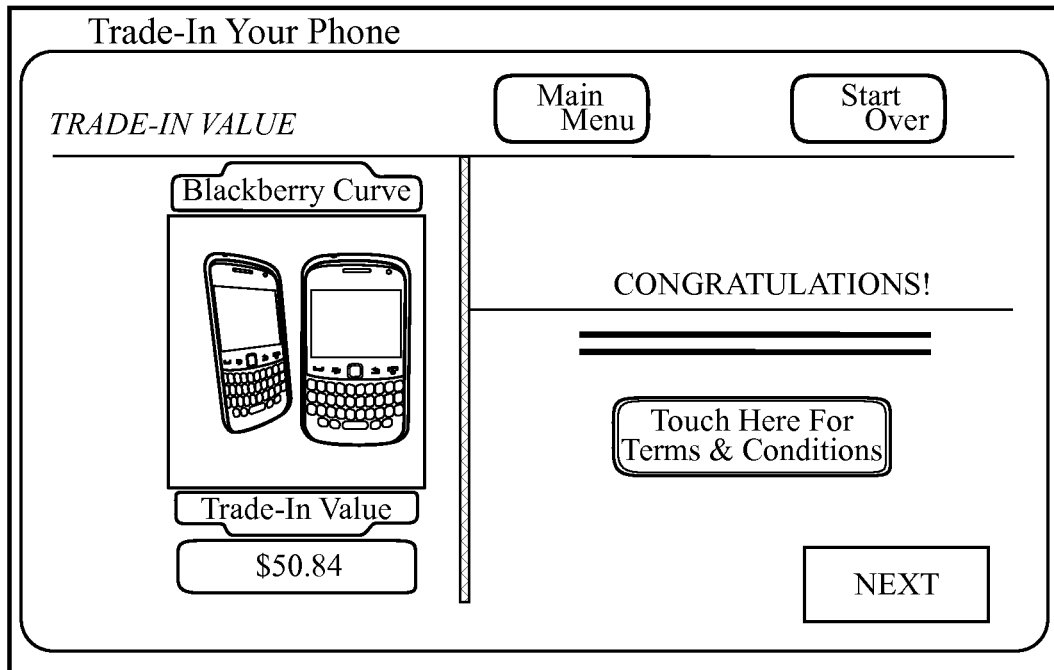 Trade-In Your Phone
TRADE-IN VALUE
Main
Menu
Start
Over
Blackberry Curve
Trade-In Value
$50.84
CONGRATULATIONS!
Touch Here For
Terms & Conditions
NEXT